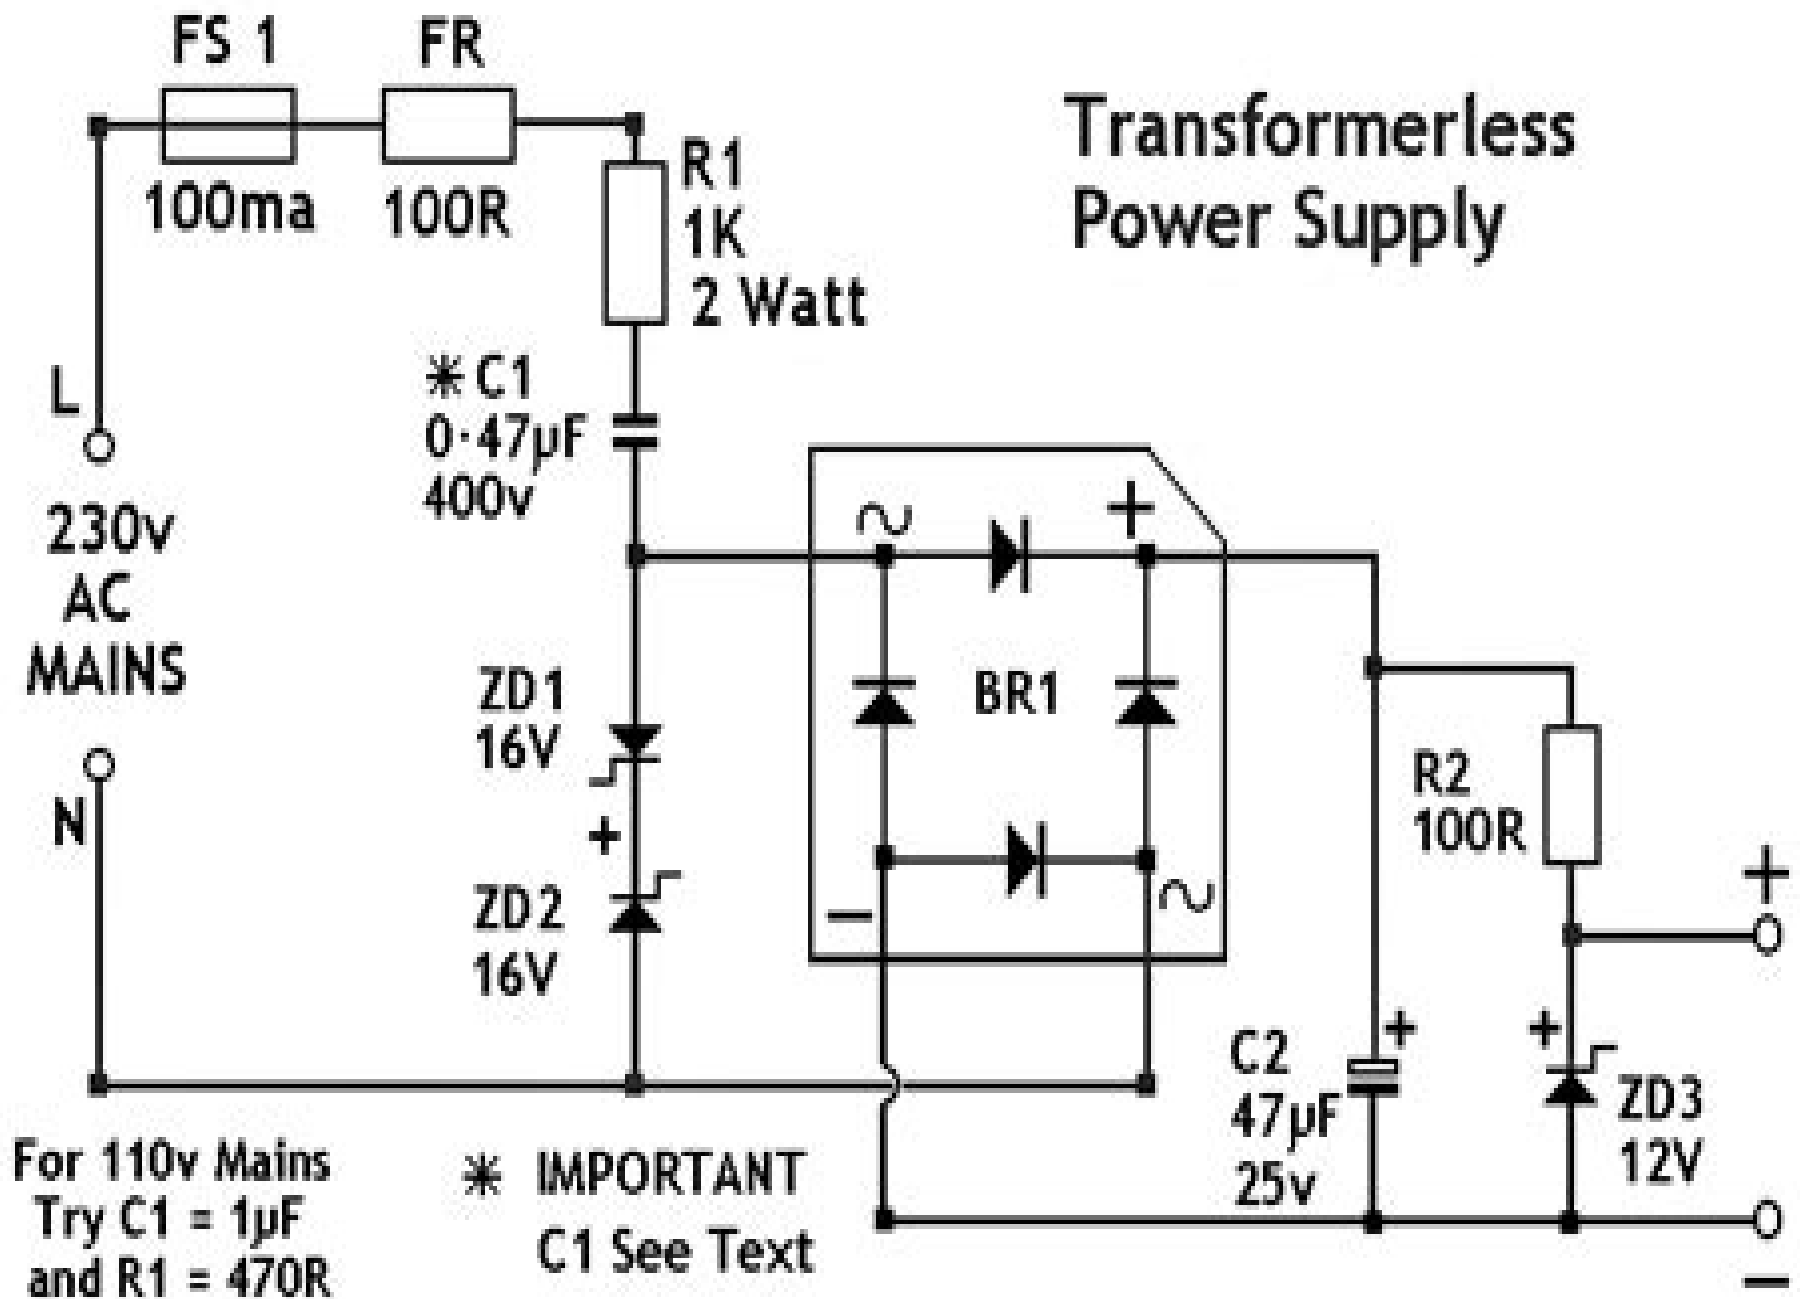 FS 1
FR
100ma
100R
Transformerless
Power Supply
R1
1K
2 Watt
L
* C1
0·47µF
400v
230v
AC
MAINS
N
ZD1
16V
+
ZD2
16V
~
+
BR1
−
~
R2
100R
+
C2
47µF
25v
+
+
ZD3
12V
−
For 110v Mains
Try C1 = 1µF
and R1 = 470R
* IMPORTANT
C1 See Text